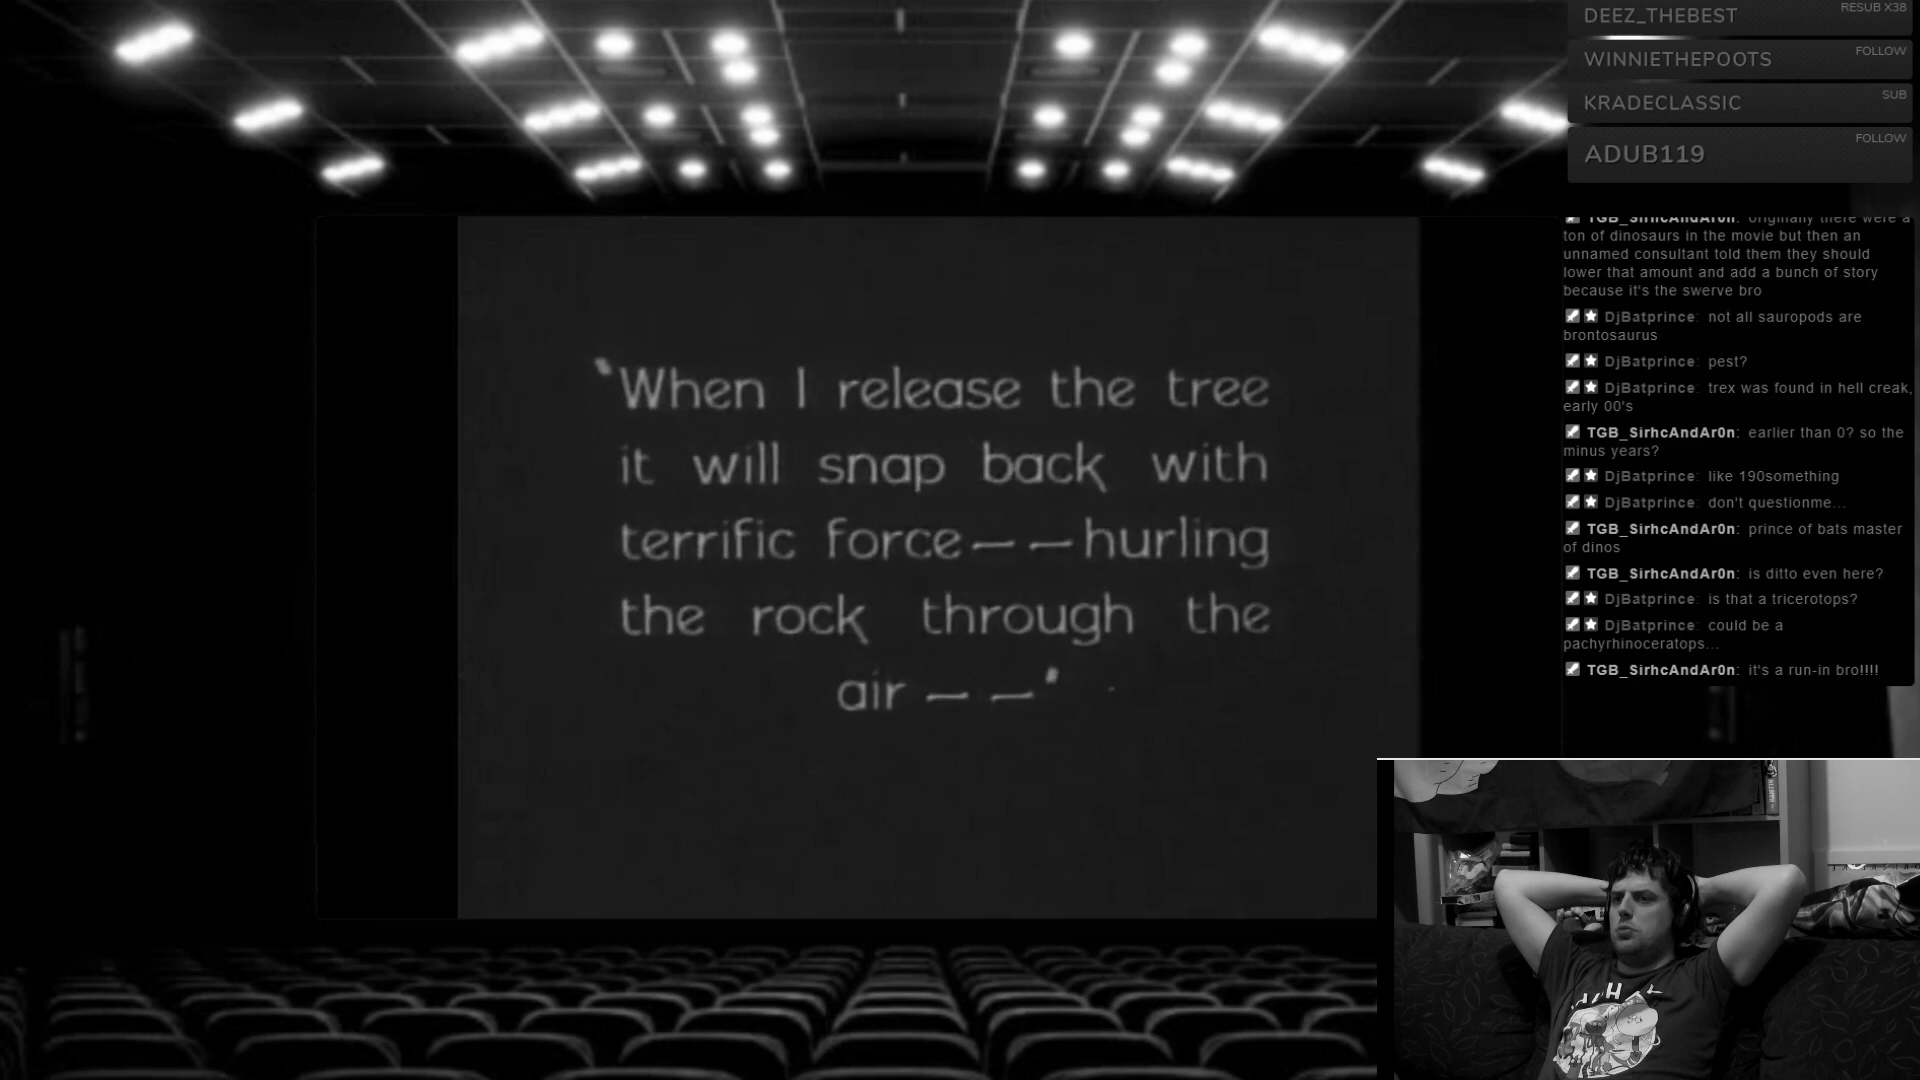 DEEZ_THEBEST RESUB X38
WINNIETHEPOOTS FOLLOW
KRADECLASSIC SUB
ADUB119 FOLLOW
'When I release the tree
it will snap back with
terrific force——hurling
the rock through the
air——'
TGB_SirhcAndAr0n: originally there were a
ton of dinosaurs in the movie but then an
unnamed consultant told them they should
lower that amount and add a bunch of story
because it's the swerve bro
DjBatprince: not all sauropods are
brontosaurus
DjBatprince: pest?
DjBatprince: trex was found in hell creak,
early 00's
TGB_SirhcAndAr0n: earlier than 0? so the
minus years?
DjBatprince: like 190something
DjBatprince: don't questionme...
TGB_SirhcAndAr0n: prince of bats master
of dinos
TGB_SirhcAndAr0n: is ditto even here?
DjBatprince: is that a tricerotops?
DjBatprince: could be a
pachyrhinoceratops...
TGB_SirhcAndAr0n: it's a run-in bro!!!!